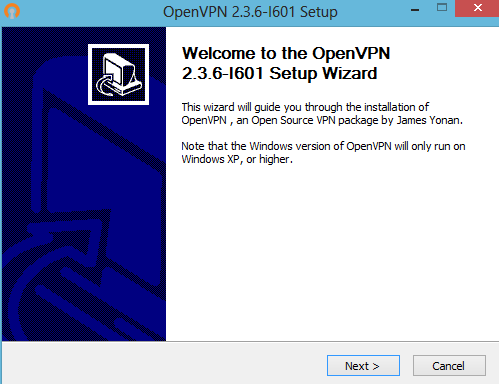 OpenVPN 2.3.6-I601 Setup
Welcome to the OpenVPN
2.3.6-I601 Setup Wizard
This wizard will guide you through the installation of
OpenVPN , an Open Source VPN package by James Yonan.
Note that the Windows version of OpenVPN will only run on
Windows XP, or higher.
Next >
Cancel